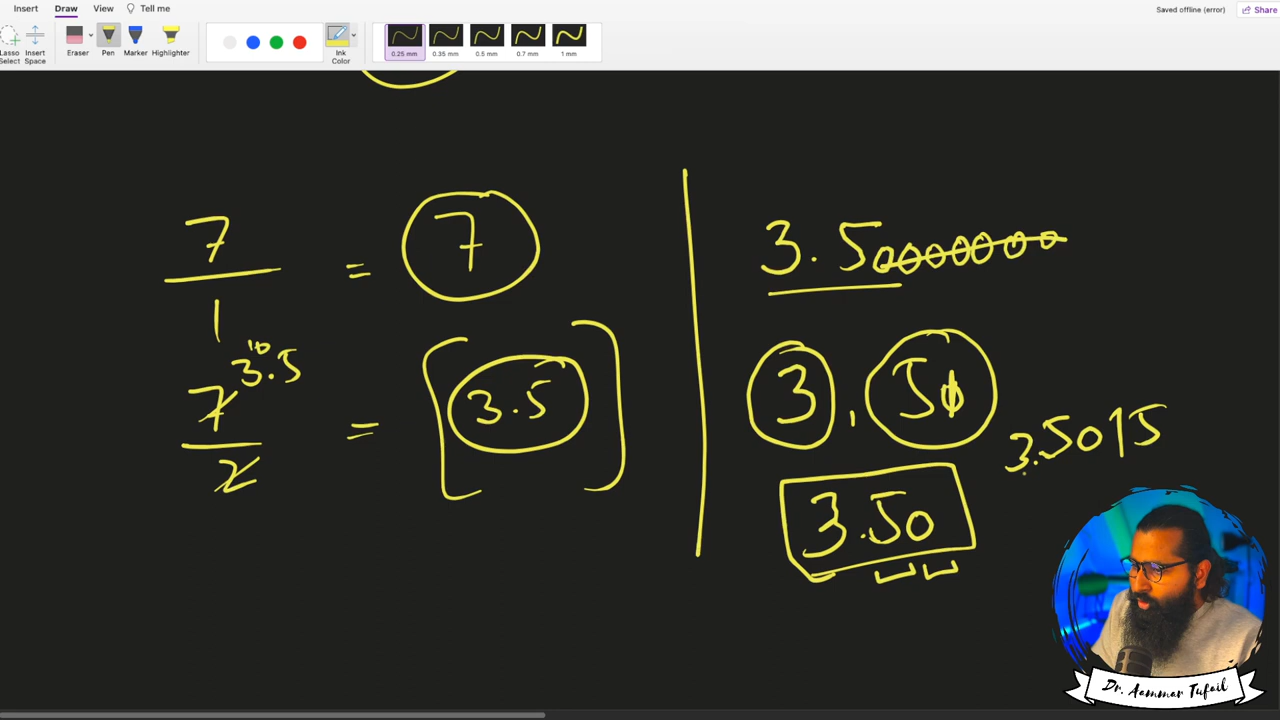 Insert Draw View Tell me Saved offline (error) Share
Lasso Select Insert Space Eraser Pen Marker Highlighter Ink Color 0.25 mm 0.35 mm 0.5 mm 0.7 mm 1 mm
7
1
= 7
10
3.5
7
2
= [3.5]
3.50000000
3 , 50
3.5015
3.50
Dr. Aammar Tufail